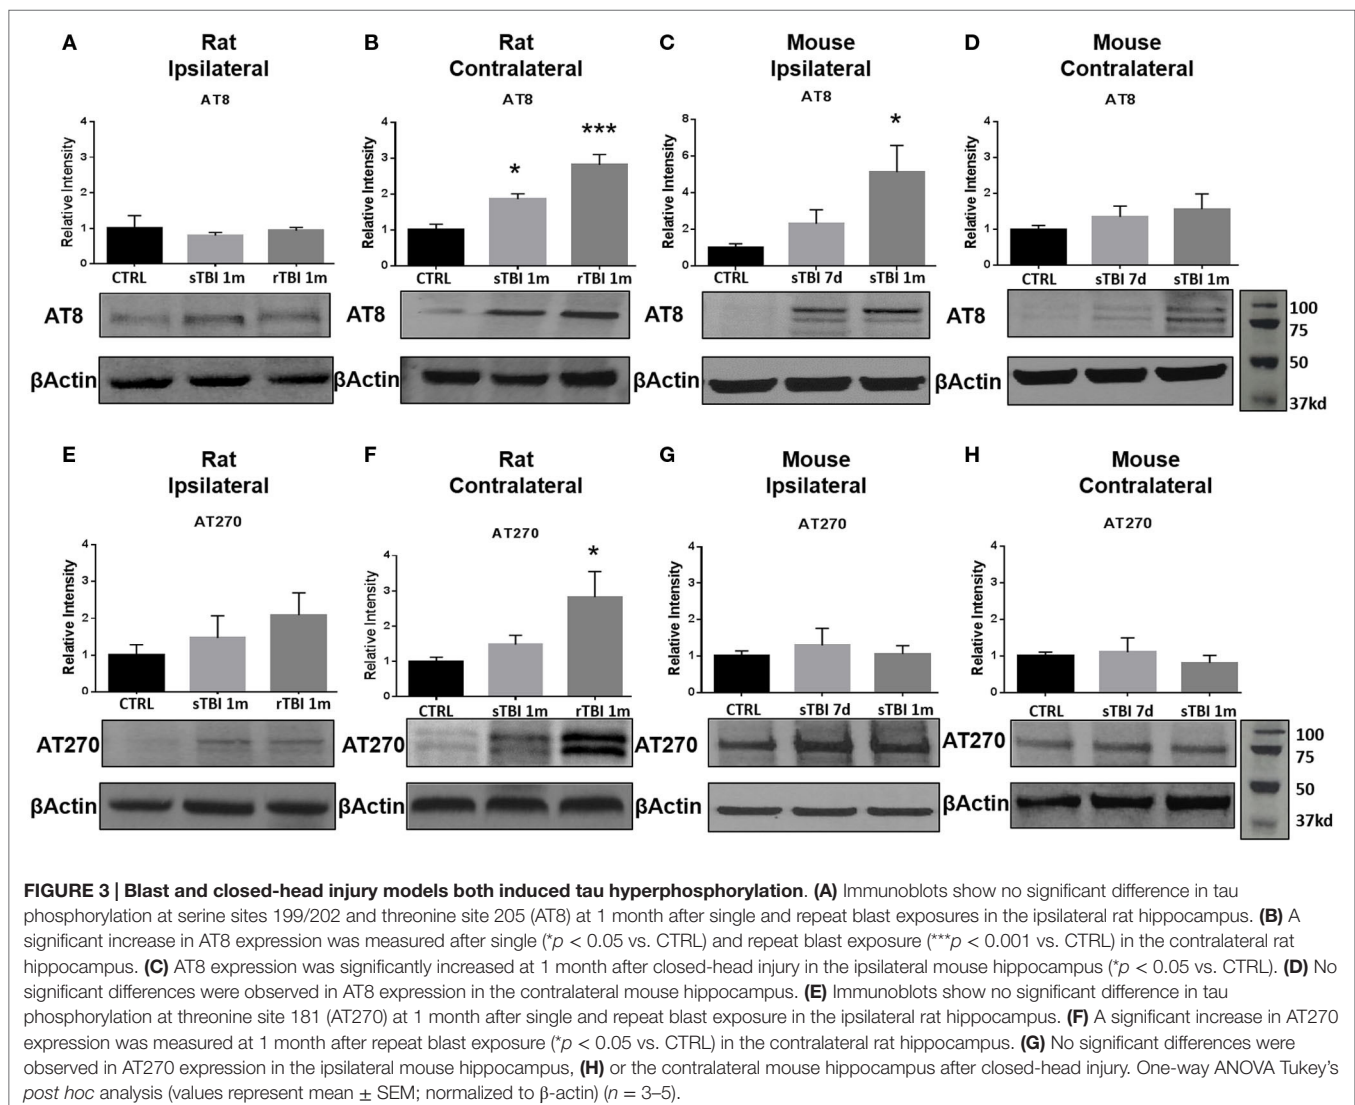 A
Rat
Ipsilateral
AT8
Relative Intensity
4
3
2
1
0
CTRL
sTBI 1m
rTBI 1m
AT8
βActin
B
Rat
Contralateral
AT8
Relative Intensity
4
3
2
1
0
*
***
CTRL
sTBI 1m
rTBI 1m
AT8
βActin
C
Mouse
Ipsilateral
AT8
Relative Intensity
8
6
4
2
0
*
CTRL
sTBI 7d
sTBI 1m
AT8
βActin
D
Mouse
Contralateral
AT8
Relative Intensity
4
3
2
1
0
CTRL
sTBI 7d
sTBI 1m
AT8
βActin
100
75
50
37kd
E
Rat
Ipsilateral
AT270
Relative Intensity
4
3
2
1
0
CTRL
sTBI 1m
rTBI 1m
AT270
βActin
F
Rat
Contralateral
AT270
Relative Intensity
4
3
2
1
0
*
CTRL
sTBI 1m
rTBI 1m
AT270
βActin
G
Mouse
Ipsilateral
AT270
Relative Intensity
4
3
2
1
0
CTRL
sTBI 7d
sTBI 1m
AT270
βActin
H
Mouse
Contralateral
AT270
Relative Intensity
4
3
2
1
0
CTRL
sTBI 7d
sTBI 1m
AT270
βActin
100
75
50
37kd
FIGURE 3 | Blast and closed-head injury models both induced tau hyperphosphorylation. (A) Immunoblots show no significant difference in tau
phosphorylation at serine sites 199/202 and threonine site 205 (AT8) at 1 month after single and repeat blast exposures in the ipsilateral rat hippocampus. (B) A
significant increase in AT8 expression was measured after single (*p < 0.05 vs. CTRL) and repeat blast exposure (***p < 0.001 vs. CTRL) in the contralateral rat
hippocampus. (C) AT8 expression was significantly increased at 1 month after closed-head injury in the ipsilateral mouse hippocampus (*p < 0.05 vs. CTRL). (D) No
significant differences were observed in AT8 expression in the contralateral mouse hippocampus. (E) Immunoblots show no significant difference in tau
phosphorylation at threonine site 181 (AT270) at 1 month after single and repeat blast exposure in the ipsilateral rat hippocampus. (F) A significant increase in AT270
expression was measured at 1 month after repeat blast exposure (*p < 0.05 vs. CTRL) in the contralateral rat hippocampus. (G) No significant differences were
observed in AT270 expression in the ipsilateral mouse hippocampus, (H) or the contralateral mouse hippocampus after closed-head injury. One-way ANOVA Tukey's
post hoc analysis (values represent mean ± SEM; normalized to β-actin) (n = 3–5).